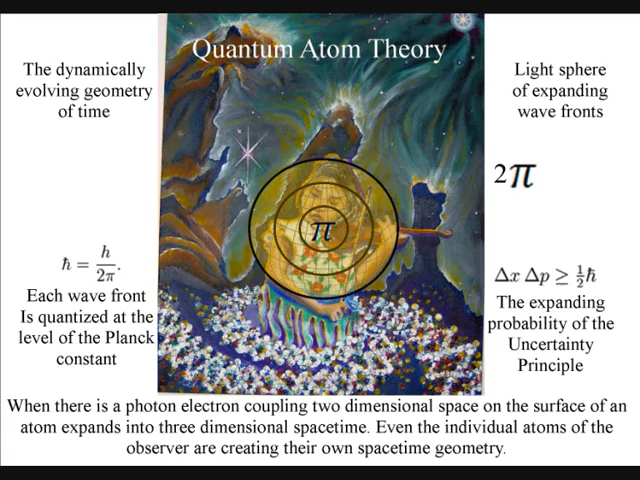 Quantum Atom Theory
The dynamically
evolving geometry
of time
Light sphere
of expanding
wave fronts
2π
π
ħ = h/2π.
Each wave front
Is quantized at the
level of the Planck
constant
Δx Δp ≥ ½ħ
The expanding
probability of the
Uncertainty
Principle
When there is a photon electron coupling two dimensional space on the surface of an
atom expands into three dimensional spacetime. Even the individual atoms of the
observer are creating their own spacetime geometry.